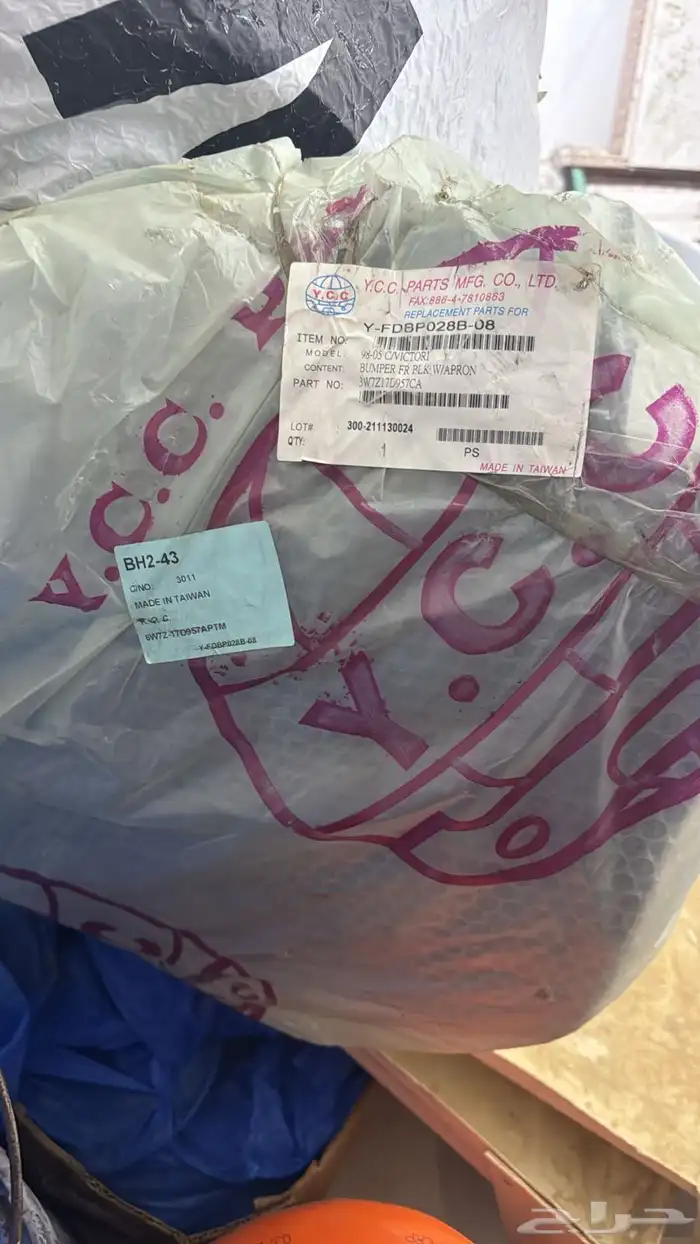 Y.C.C
Y.C.C. PARTS MFG. CO., LTD.
FAX:886-4-7810863
REPLACEMENT PARTS FOR
Y-FDBP028B-08
ITEM NO:
MODEL: 98-05 C/VICTORI
CONTENT: BUMPER FR BLK W/APRON
PART NO: 3W7Z17D957CA
LOT# 300-211130024
QTY: 1 PS
MADE IN TAIWAN
Y.C.C.
Y.C.
BH2-43
C/NO: 3011
MADE IN TAIWAN
6W7Z-17D957APTM
Y-FDBP028B-08
حراج